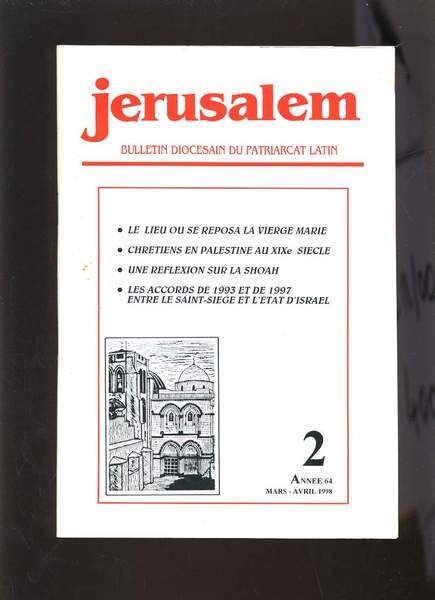 jerusalem
BULLETIN DIOCESAIN DU PATRIARCAT LATIN
• LE LIEU OU SE REPOSA LA VIERGE MARIE
• CHRETIENS EN PALESTINE AU XIXe SIECLE
• UNE REFLEXION SUR LA SHOAH
• LES ACCORDS DE 1993 ET DE 1997
ENTRE LE SAINT-SIEGE ET L'ETAT D'ISRAEL
2
ANNEE 64
MARS - AVRIL 1998